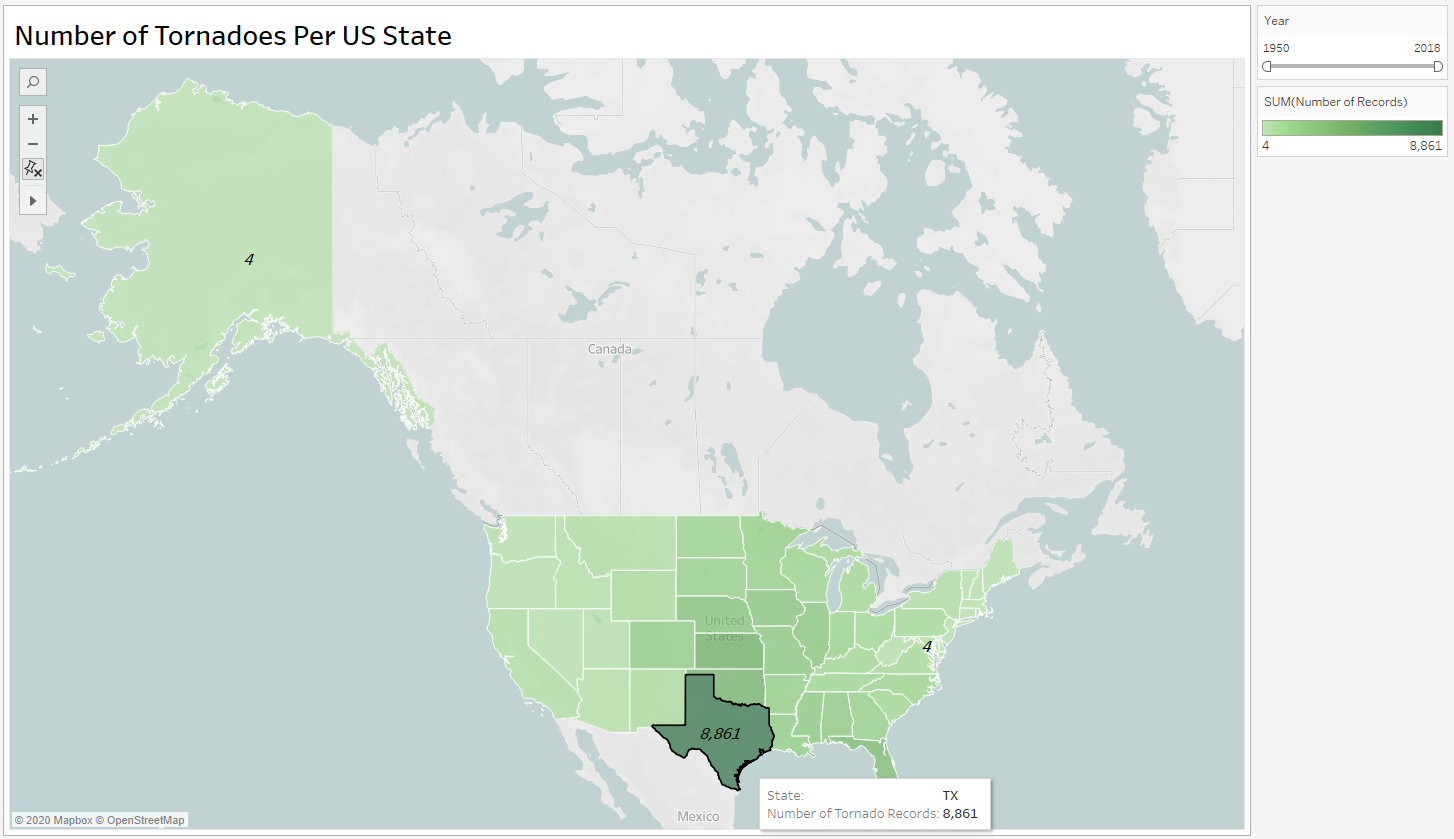 Number of Tornadoes Per US State
Year
1950 2018
SUM(Number of Records)
4 8,861
4
Canada
United
States
4
8,861
State: TX
Number of Tornado Records: 8,861
Mexico
© 2020 Mapbox © OpenStreetMap